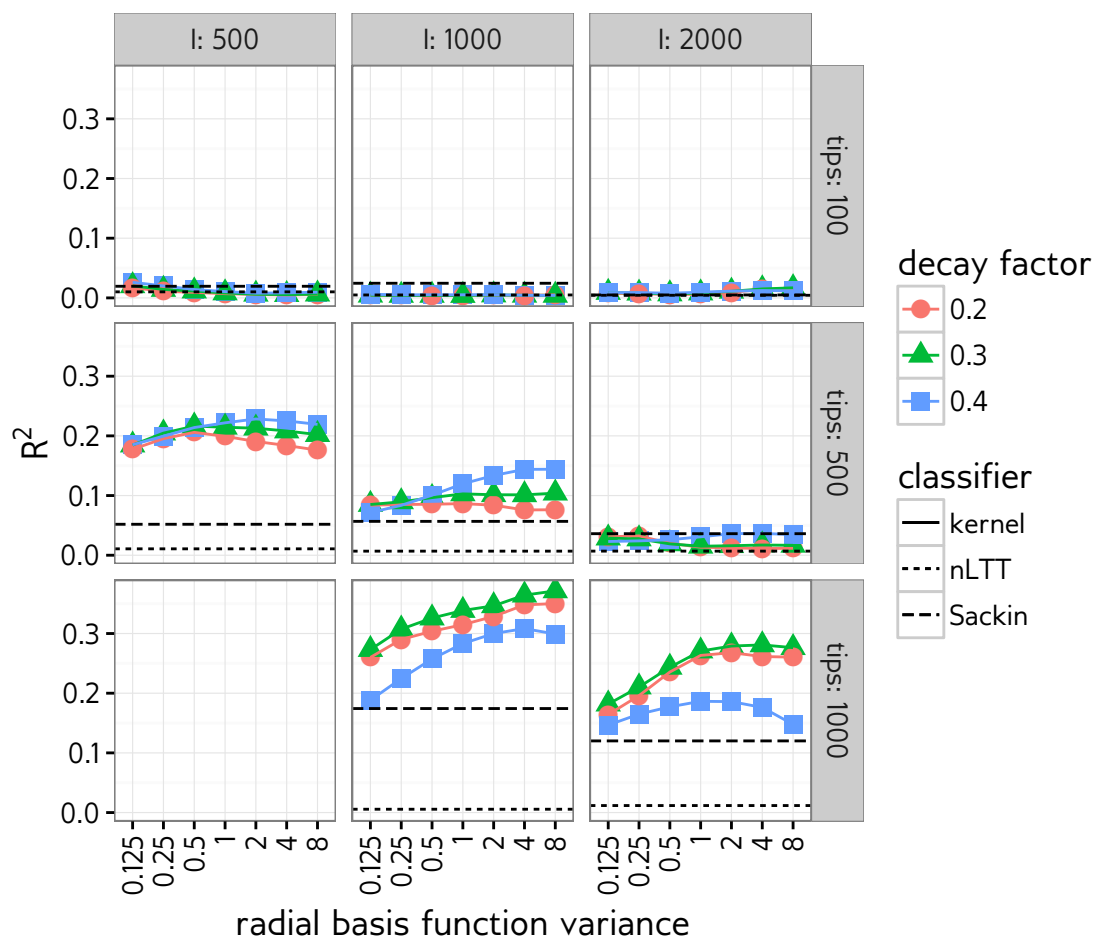 I: 500
I: 1000
I: 2000
0.3
0.2
0.1
0.0
tips: 100
0.3
0.2
0.1
0.0
tips: 500
0.3
0.2
0.1
0.0
tips: 1000
R²
0.125
0.25
0.5
1
2
4
8
0.125
0.25
0.5
1
2
4
8
0.125
0.25
0.5
1
2
4
8
radial basis function variance
decay factor
0.2
0.3
0.4
classifier
kernel
nLTT
Sackin